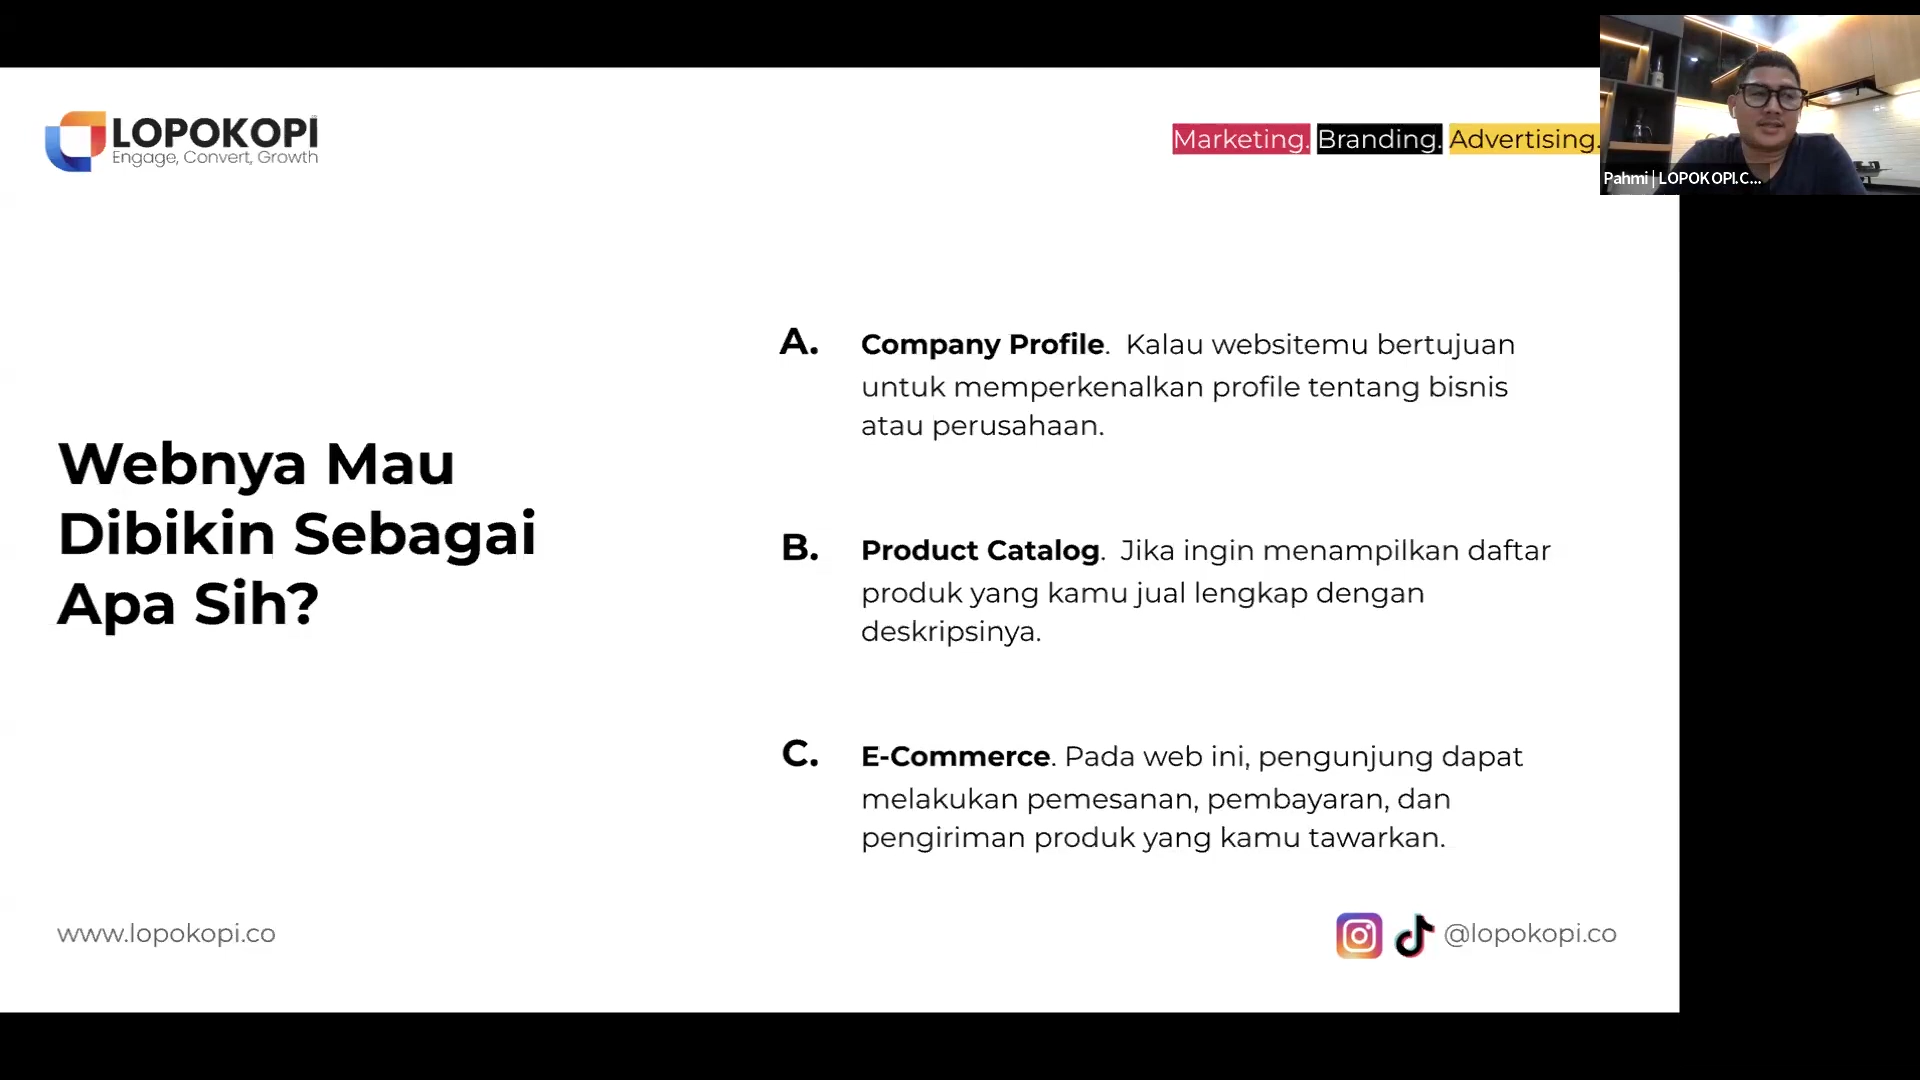 LOPOKOPI
Engage, Convert, Growth
Marketing. Branding. Advertising.
Pahmi | LOPOKOPI.C...
Webnya Mau
Dibikin Sebagai
Apa Sih?
A. Company Profile. Kalau websitemu bertujuan
untuk memperkenalkan profile tentang bisnis
atau perusahaan.
B. Product Catalog. Jika ingin menampilkan daftar
produk yang kamu jual lengkap dengan
deskripsinya.
C. E-Commerce. Pada web ini, pengunjung dapat
melakukan pemesanan, pembayaran, dan
pengiriman produk yang kamu tawarkan.
www.lopokopi.co
@lopokopi.co